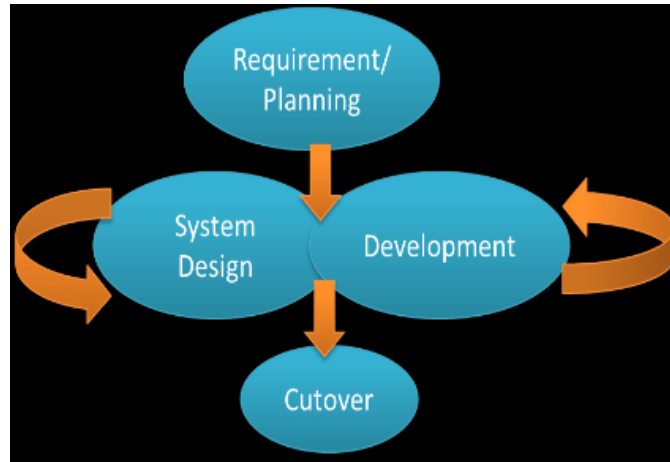 Requirement/
Planning
System
Design
Development
Cutover